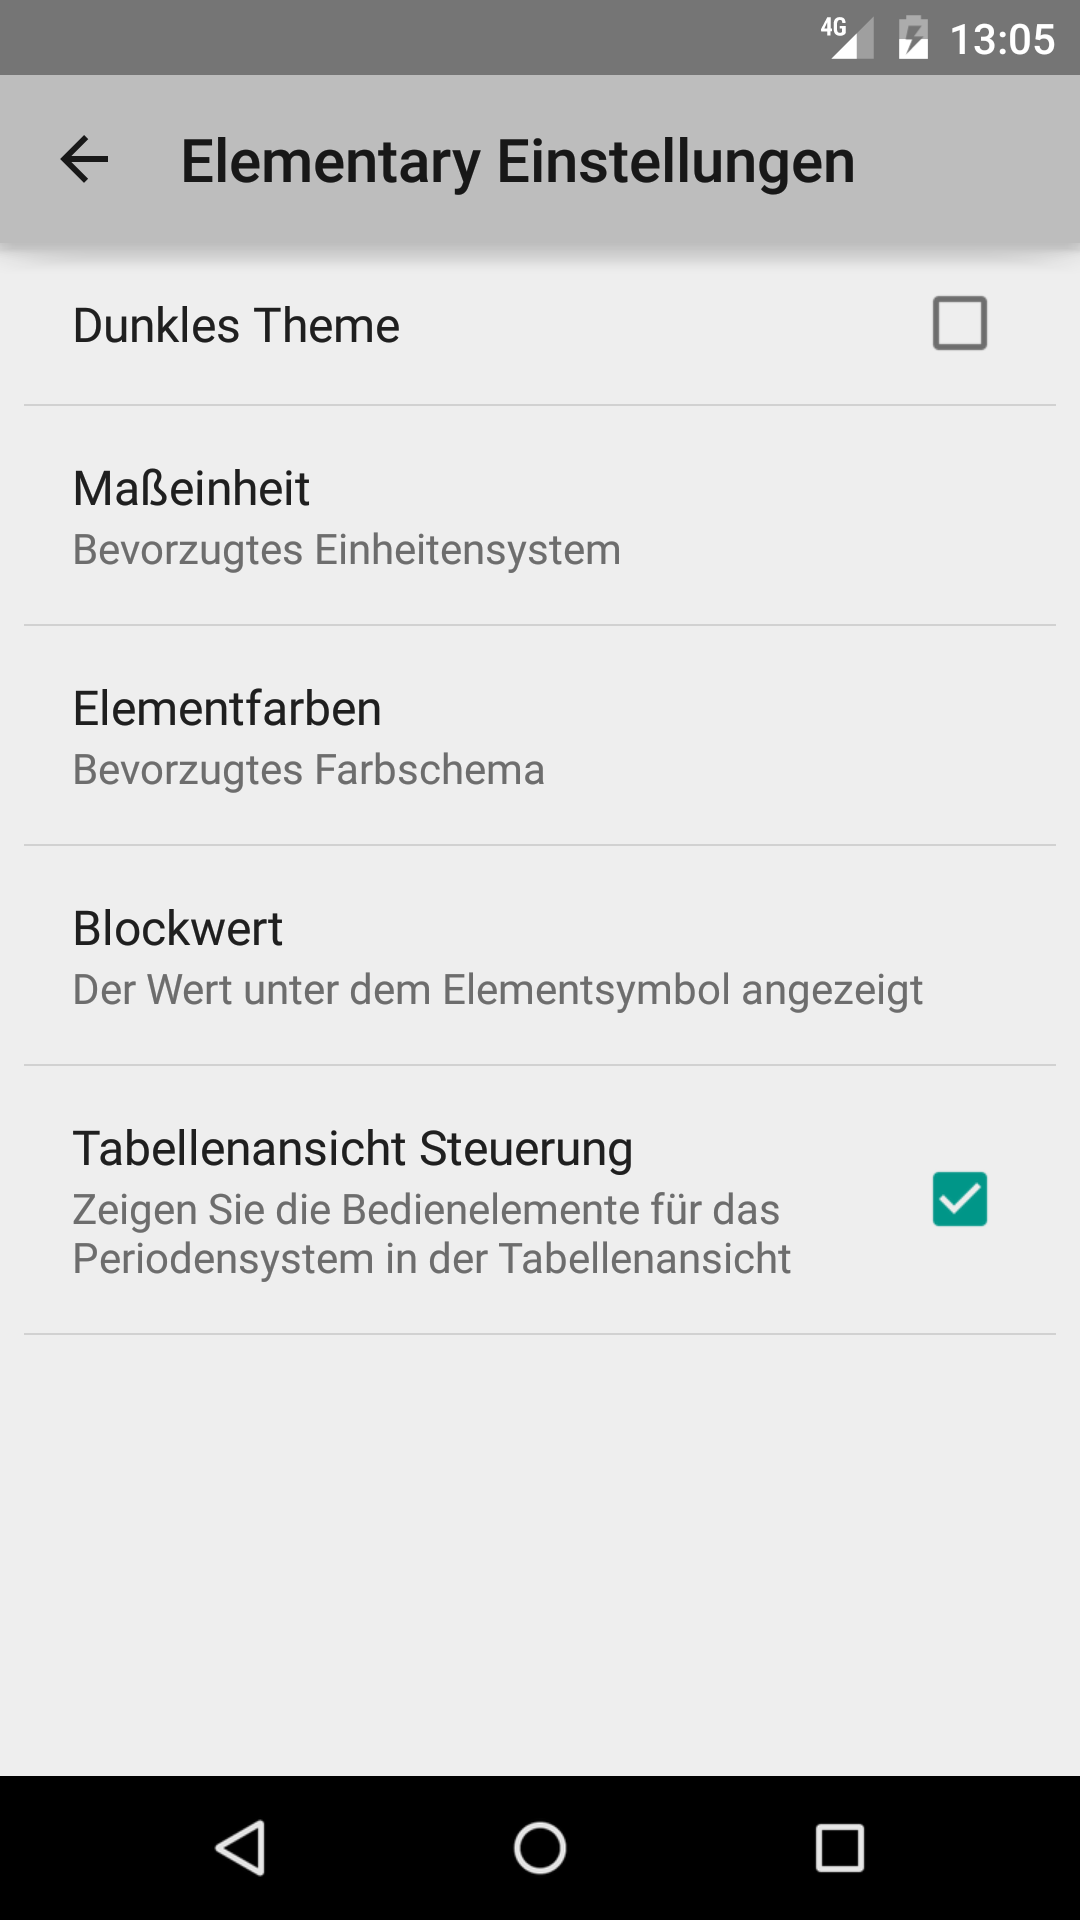 4G 13:05
Elementary Einstellungen
Dunkles Theme
Maßeinheit
Bevorzugtes Einheitensystem
Elementfarben
Bevorzugtes Farbschema
Blockwert
Der Wert unter dem Elementsymbol angezeigt
Tabellenansicht Steuerung
Zeigen Sie die Bedienelemente für das
Periodensystem in der Tabellenansicht